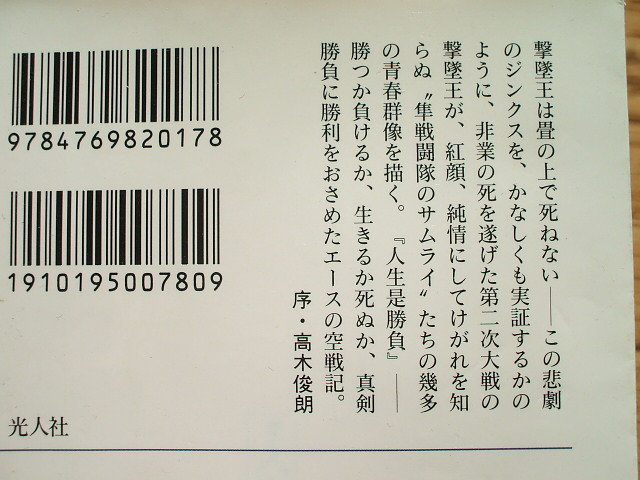 撃墜王は畳の上で死ねない――この悲劇
のジンクスを、かなしくも実証するかの
ように、非業の死を遂げた第二次大戦の
撃墜王が、紅顔、純情にしてけがれを知
らぬ〝隼戦闘隊のサムライ〟たちの幾多
の青春群像を描く。『人生是勝負』――
勝つか負けるか、生きるか死ぬか、真剣
勝負に勝利をおさめたエースの空戦記。
序・高木俊朗
9784769820178
1910195007809
光人社